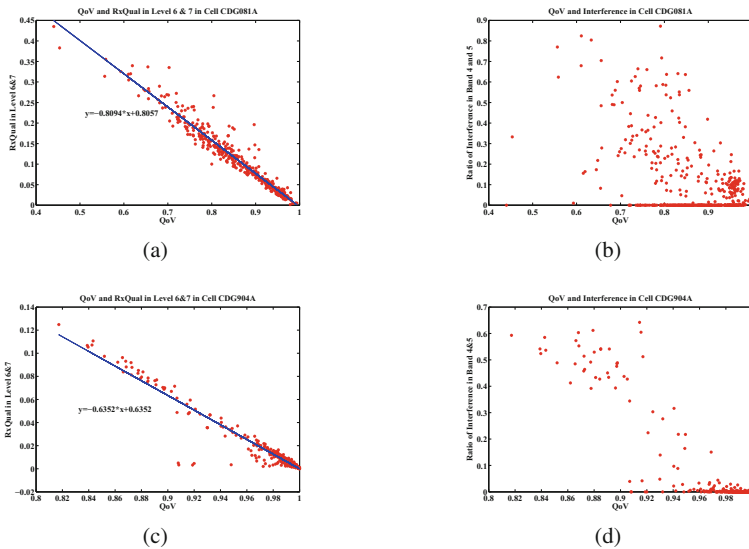 QoV and RxQual in Level 6 & 7 in Cell CDG081A
0.45
0.4
0.35
0.3
0.25
0.2
0.15
0.1
0.05
0
RxQual in Level 6&7
y=−0.8094*x+0.8057
0.4 0.5 0.6 0.7 0.8 0.9 1
QoV
(a)
QoV and Interference in Cell CDG081A
0.9
0.8
0.7
0.6
0.5
0.4
0.3
0.2
0.1
0
Ratio of Interference in Band 4 and 5
0.4 0.5 0.6 0.7 0.8 0.9
QoV
(b)
QoV and RxQual in Level 6&7 in Cell CDG904A
0.14
0.12
0.1
0.08
0.06
0.04
0.02
0
−0.02
RxQual in Level 6&7
y=−0.6352*x+0.6352
0.8 0.82 0.84 0.86 0.88 0.9 0.92 0.94 0.96 0.98 1
QoV
(c)
QoV and Interference in Cell CDG904A
0.7
0.6
0.5
0.4
0.3
0.2
0.1
0
Ratio of Interference in Band 4&5
0.8 0.82 0.84 0.86 0.88 0.9 0.92 0.94 0.96 0.98
QoV
(d)